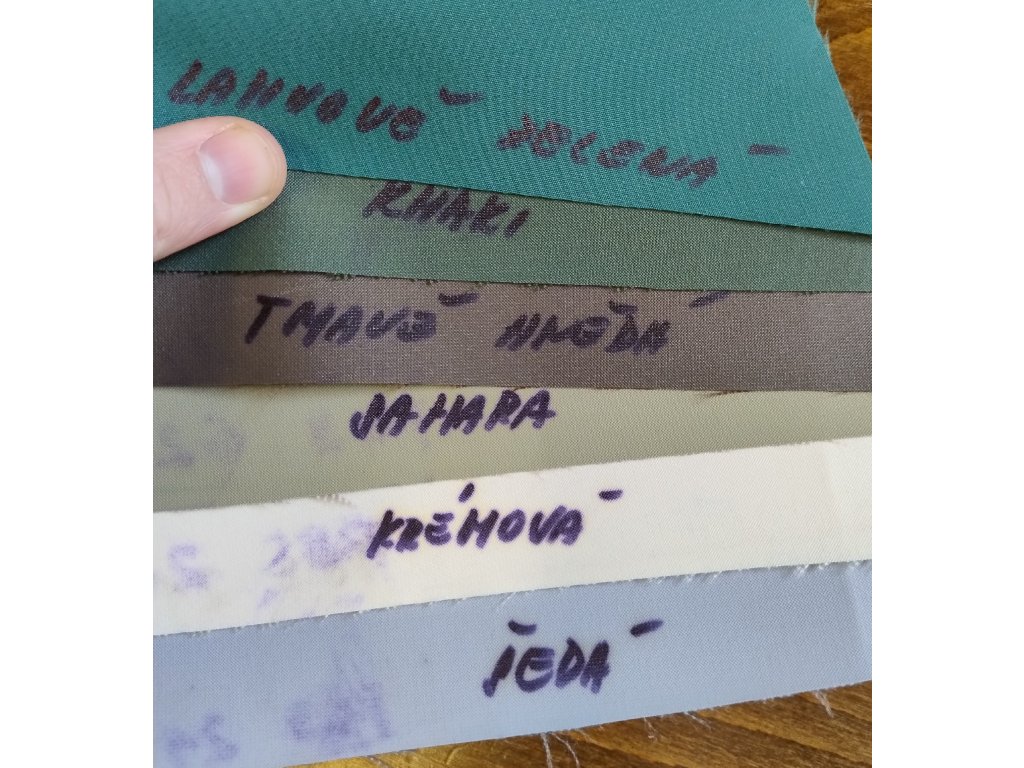 LAHVOVĚ ZELENÁ
KHAKI
TMAVĚ HNĚDÁ
SAHARA
KRÉMOVÁ
ŠEDÁ